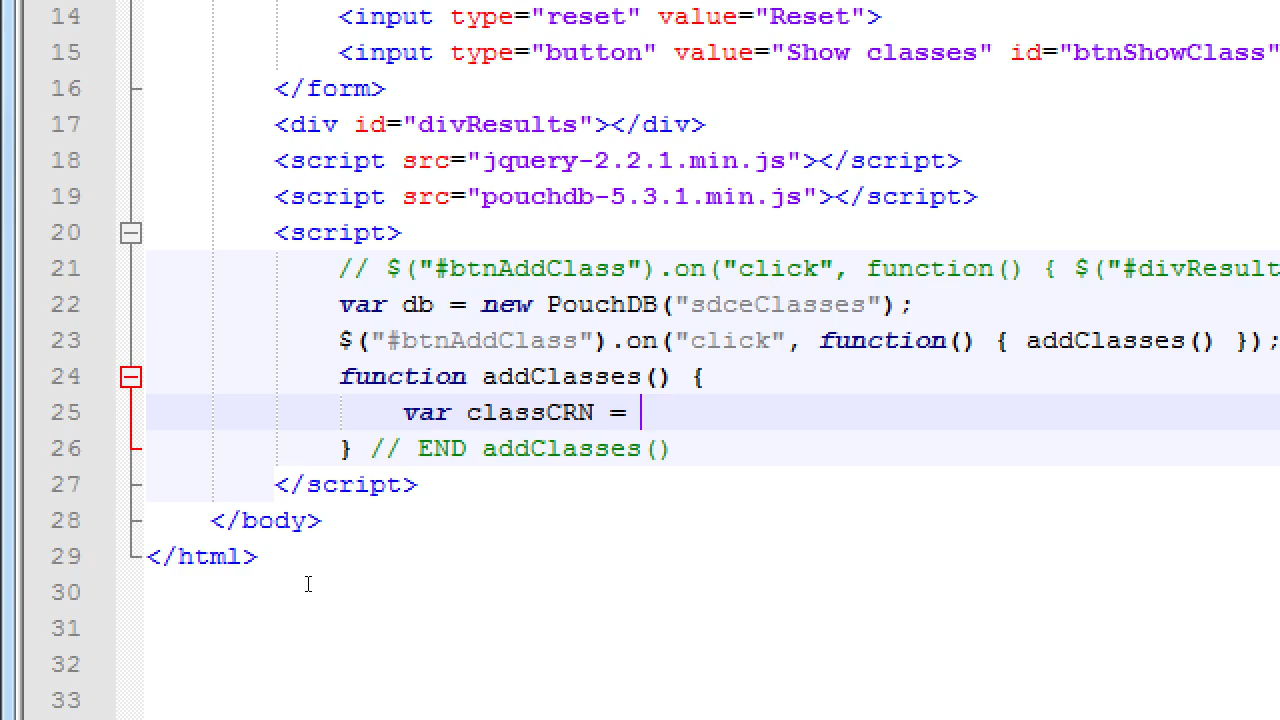 14 <input type="reset" value="Reset">
15 <input type="button" value="Show classes" id="btnShowClass"
16 </form>
17 <div id="divResults"></div>
18 <script src="jquery-2.2.1.min.js"></script>
19 <script src="pouchdb-5.3.1.min.js"></script>
20 <script>
21 // $("#btnAddClass").on("click", function() { $("#divResult
22 var db = new PouchDB("sdceClasses");
23 $("#btnAddClass").on("click", function() { addClasses() });
24 function addClasses() {
25 var classCRN =
26 } // END addClasses()
27 </script>
28 </body>
29 </html>
30
31
32
33